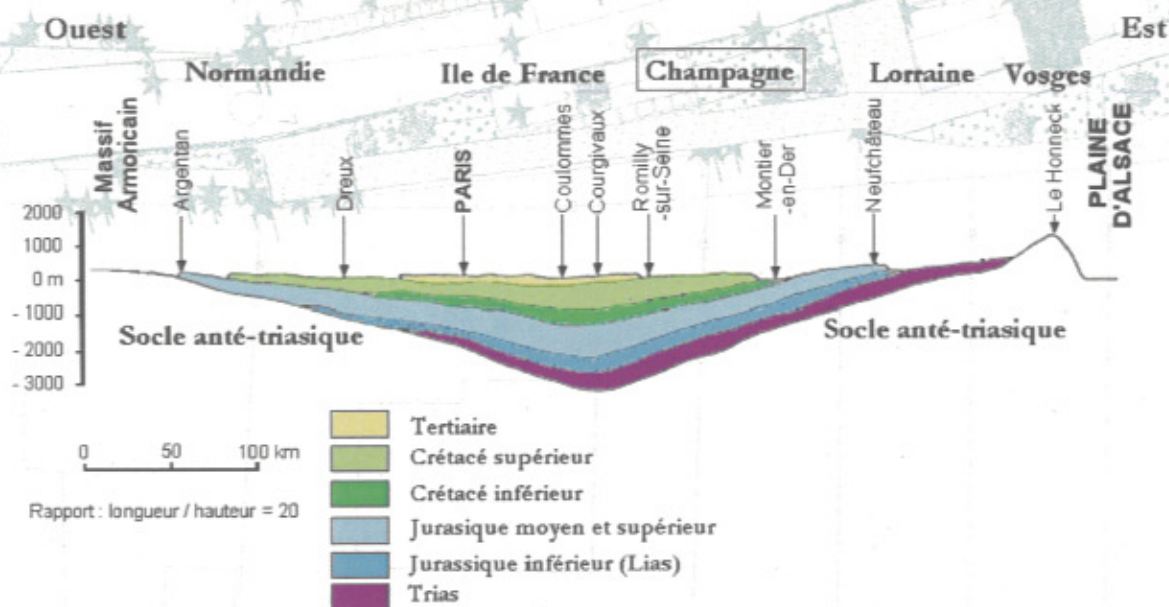 Ouest
Est
Normandie
Ile de France
Champagne
Lorraine
Vosges
Massif
Armoricain
Argentan
Dreux
PARIS
Coulommes
Courgivaux
Romilly
-sur-Seine
Montier
-en-Der
Neufchâteau
Le Honneck
PLAINE
D'ALSACE
2000
1000
0 m
- 1000
- 2000
- 3000
Socle anté-triasique
Socle anté-triasique
0 50 100 km
Rapport : longueur / hauteur = 20
Tertiaire
Crétacé supérieur
Crétacé inférieur
Jurasique moyen et supérieur
Jurassique inférieur (Lias)
Trias